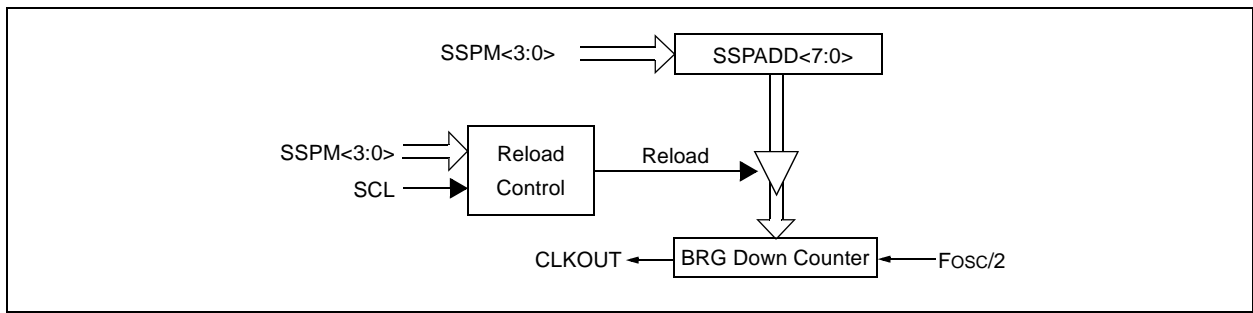 SSPM<3:0>
SSPADD<7:0>
SSPM<3:0>
SCL
Reload
Control
Reload
CLKOUT
BRG Down Counter
FOSC/2